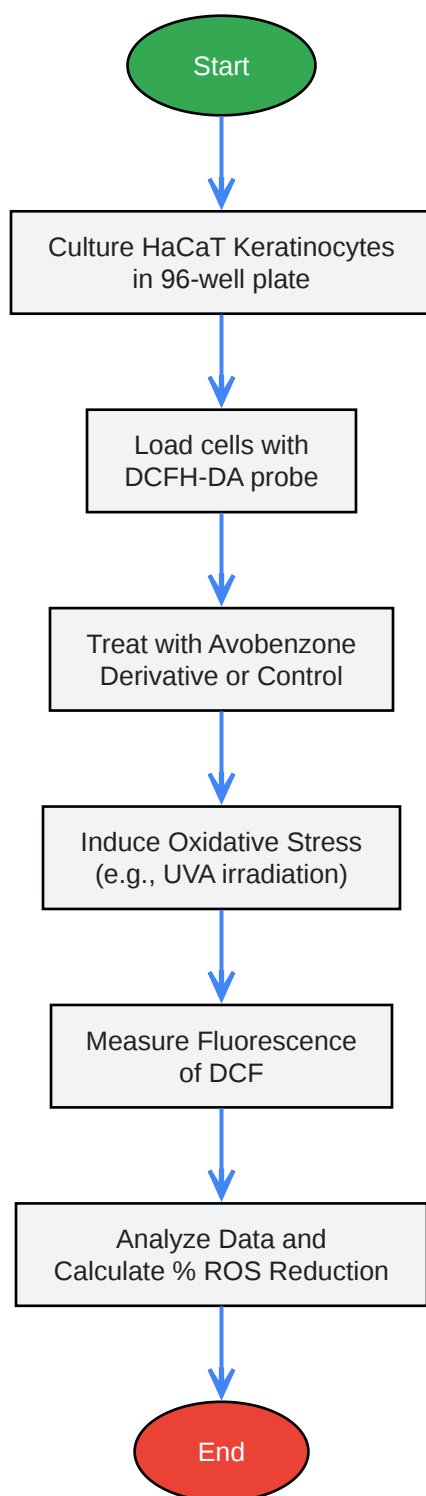 Start
Culture HaCaT Keratinocytes
in 96-well plate
Load cells with
DCFH-DA probe
Treat with Avobenzone
Derivative or Control
Induce Oxidative Stress
(e.g., UVA irradiation)
Measure Fluorescence
of DCF
Analyze Data and
Calculate % ROS Reduction
End